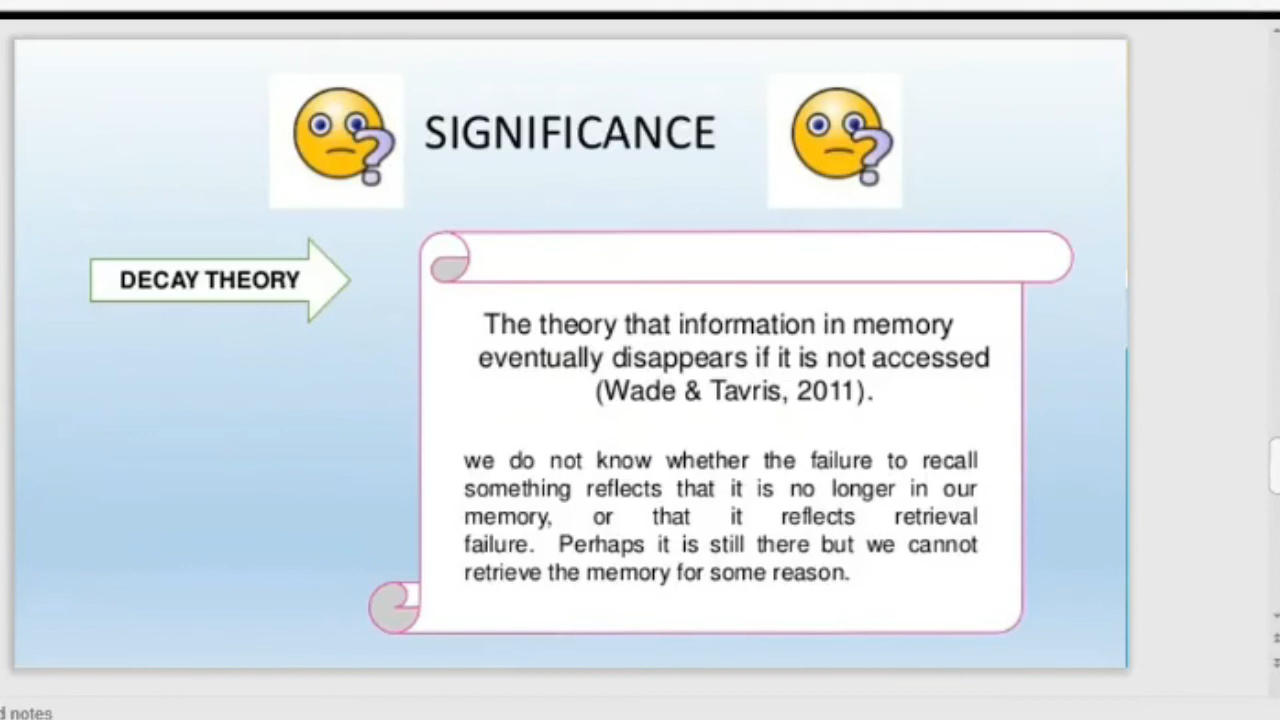 SIGNIFICANCE
DECAY THEORY
The theory that information in memory
eventually disappears if it is not accessed
(Wade & Tavris, 2011).
we do not know whether the failure to recall
something reflects that it is no longer in our
memory, or that it reflects retrieval
failure. Perhaps it is still there but we cannot
retrieve the memory for some reason.
notes